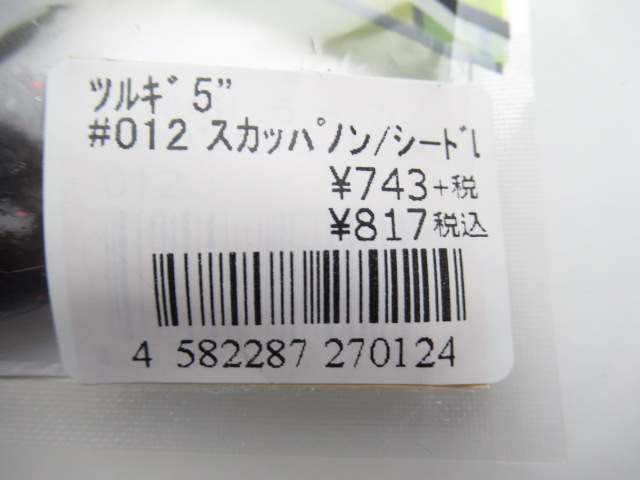 ﾂﾙｷﾞ 5”
#012 ｽｶｯﾊﾟﾉﾝ/ｼｰﾄﾞl
¥743+税
¥817税込
4 582287 270124